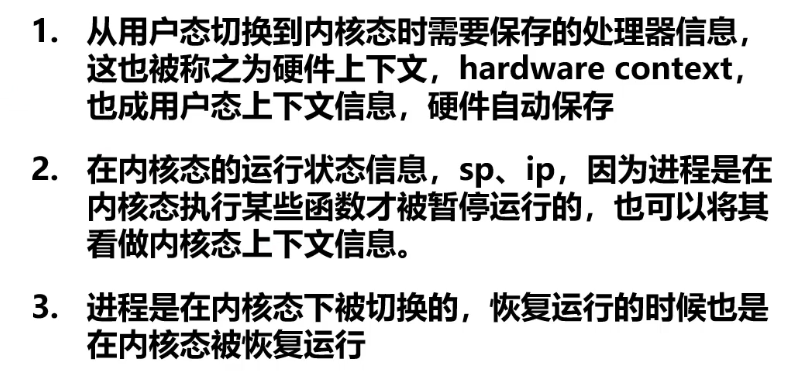 1. 从用户态切换到内核态时需要保存的处理器信息，
这也被称之为硬件上下文，hardware context，
也成用户态上下文信息，硬件自动保存
2. 在内核态的运行状态信息，sp、ip，因为进程是在
内核态执行某些函数才被暂停运行的，也可以将其
看做内核态上下文信息。
3. 进程是在内核态下被切换的，恢复运行的时候也是
在内核态被恢复运行